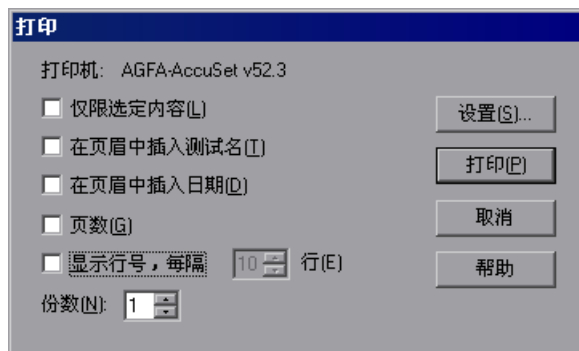 打印
打印机: AGFA-AccuSet v52.3
仅限选定内容(L)
设置(S)...
在页眉中插入测试名(T)
打印(P)
在页眉中插入日期(D)
页数(G)
取消
显示行号，每隔 10 行(E)
帮助
份数(N): 1